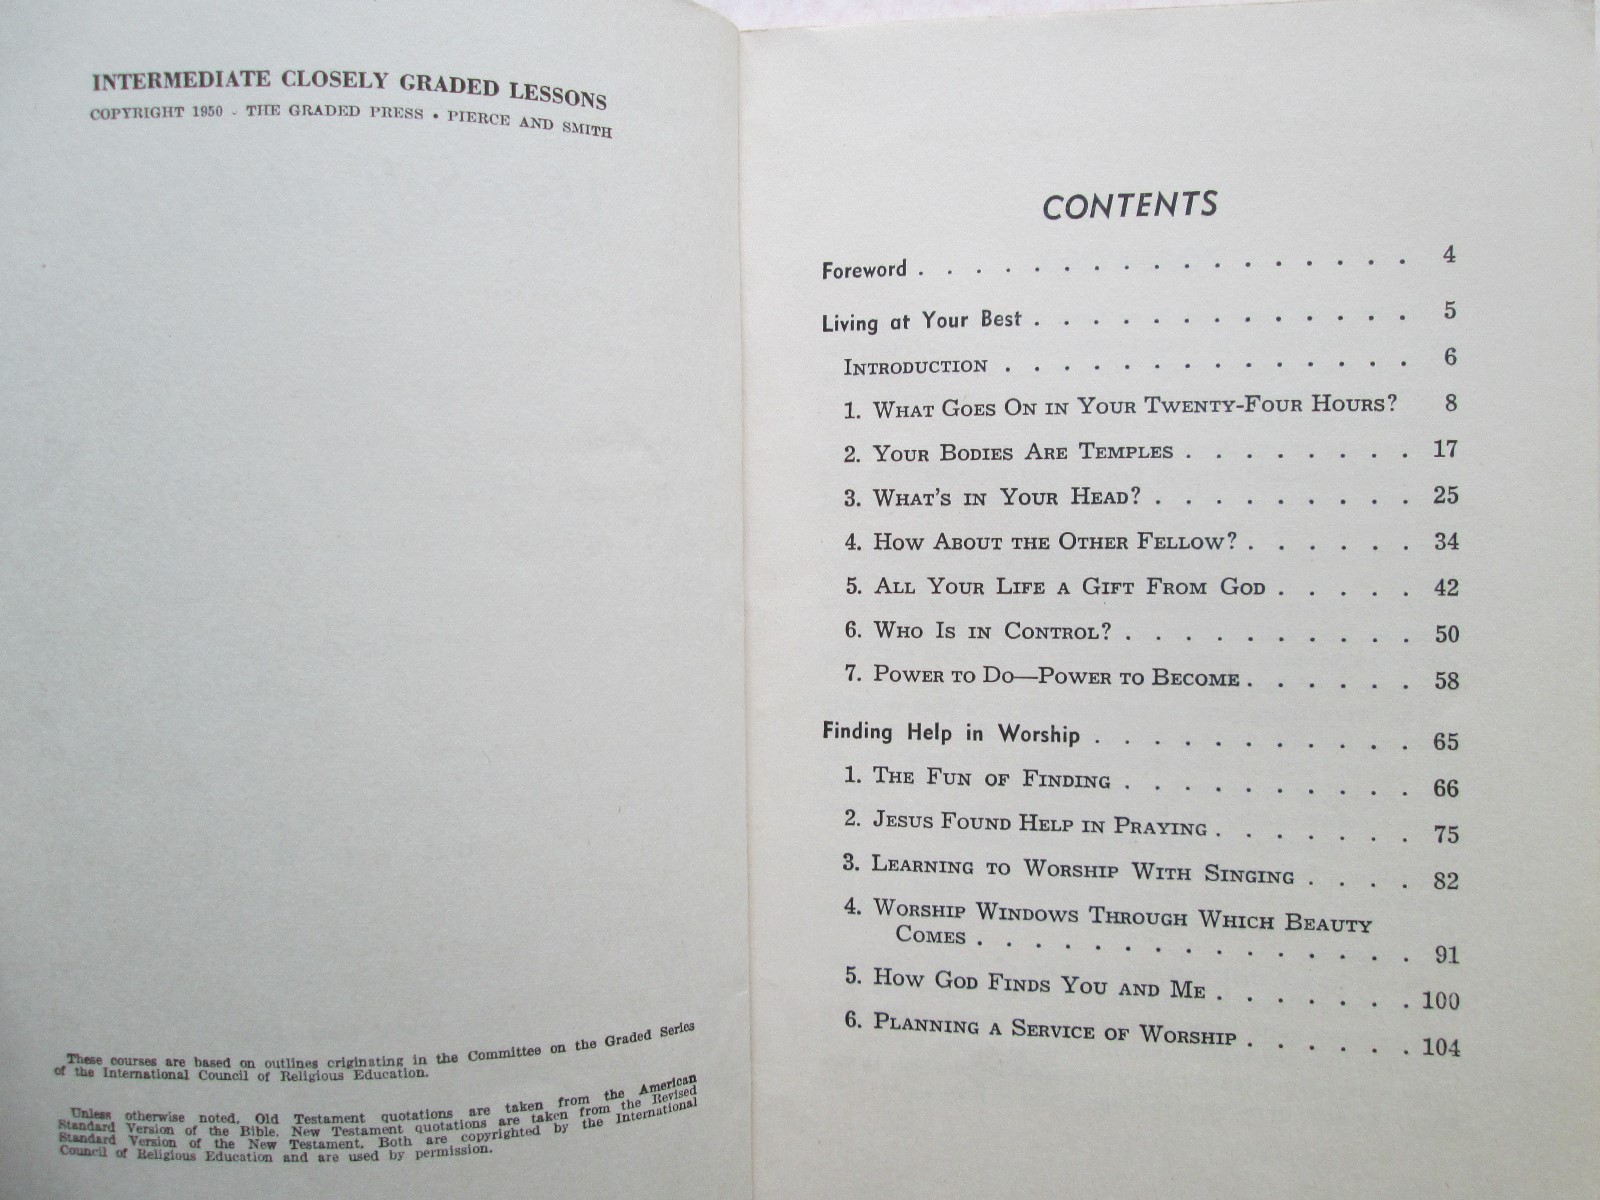 INTERMEDIATE CLOSELY GRADED LESSONS
COPYRIGHT 1950 - THE GRADED PRESS • PIERCE AND SMITH
These courses are based on outlines originating in the Committee on the Graded Series
of the International Council of Religious Education.
Unless otherwise noted, Old Testament quotations are taken from the American
Standard Version of the Bible. New Testament quotations are taken from the Revised
Standard Version of the New Testament. Both are copyrighted by the International
Council of Religious Education and are used by permission.
CONTENTS
Foreword . . . . . . . . . . . . . . . . . 4
Living at Your Best . . . . . . . . . . . . . 5
INTRODUCTION . . . . . . . . . . . . . . 6
1. WHAT GOES ON IN YOUR TWENTY-FOUR HOURS? 8
2. YOUR BODIES ARE TEMPLES . . . . . . . . 17
3. WHAT'S IN YOUR HEAD? . . . . . . . . . 25
4. HOW ABOUT THE OTHER FELLOW? . . . . . . 34
5. ALL YOUR LIFE A GIFT FROM GOD . . . . . 42
6. WHO IS IN CONTROL? . . . . . . . . . . 50
7. POWER TO DO—POWER TO BECOME . . . . . . 58
Finding Help in Worship . . . . . . . . . . . 65
1. THE FUN OF FINDING . . . . . . . . . . 66
2. JESUS FOUND HELP IN PRAYING . . . . . . . 75
3. LEARNING TO WORSHIP WITH SINGING . . . . 82
4. WORSHIP WINDOWS THROUGH WHICH BEAUTY
COMES . . . . . . . . . . . . . . . 91
5. HOW GOD FINDS YOU AND ME . . . . . . . 100
6. PLANNING A SERVICE OF WORSHIP . . . . . . 104